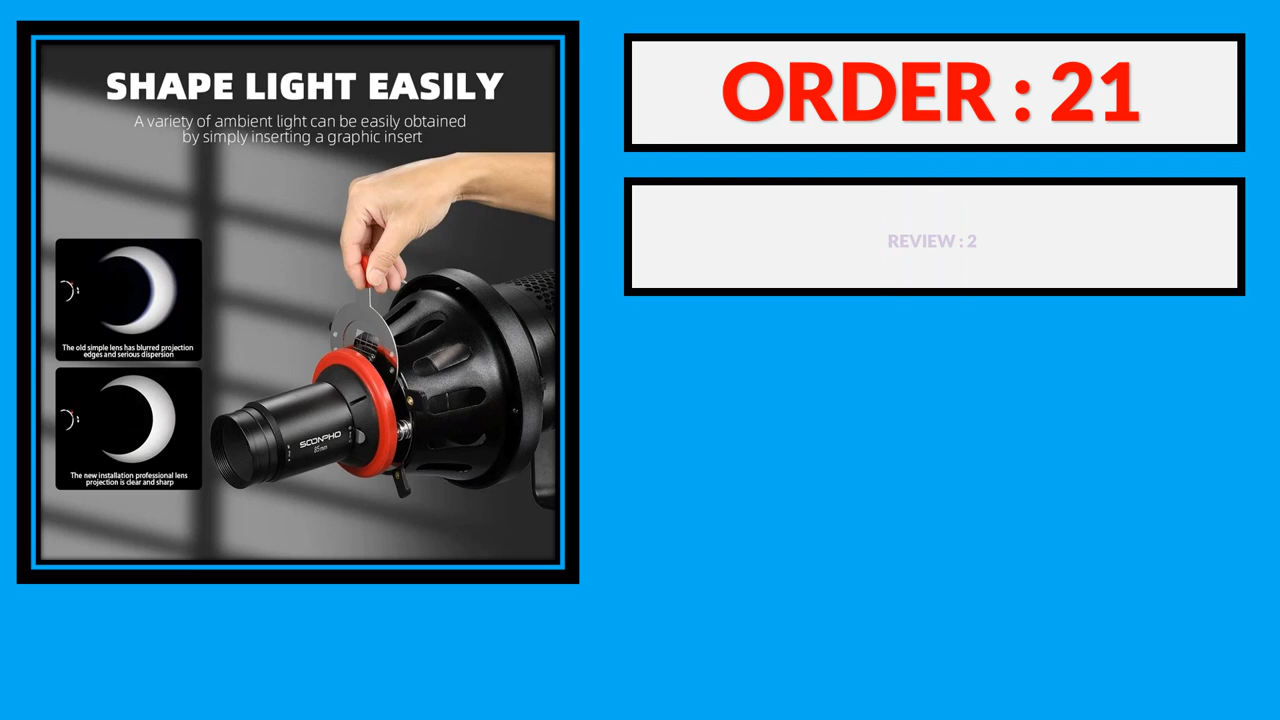 SHAPE LIGHT EASILY
A variety of ambient light can be easily obtained
by simply inserting a graphic insert
The old simple lens has blurred projection
edges and serious dispersion
The new installation professional lens
projection is clear and sharp
SOONPHO
85mm
ORDER : 21
REVIEW : 2